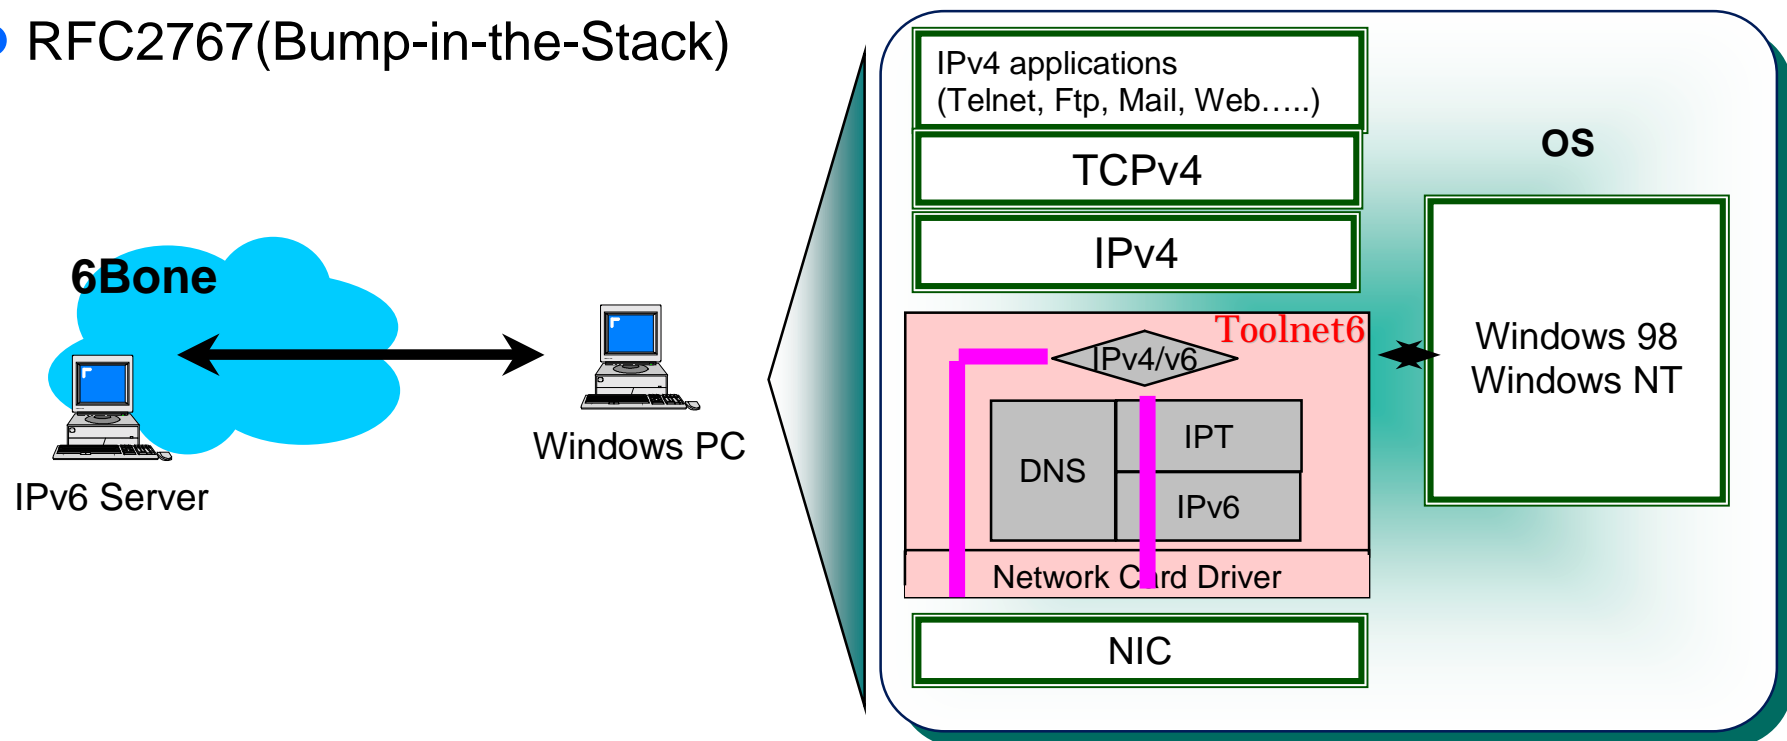 RFC2767(Bump-in-the-Stack)
6Bone
IPv6 Server
Windows PC
IPv4 applications
(Telnet, Ftp, Mail, Web.....)
TCPv4
IPv4
Toolnet6
IPv4/v6
DNS
IPT
IPv6
Network Card Driver
NIC
OS
Windows 98
Windows NT